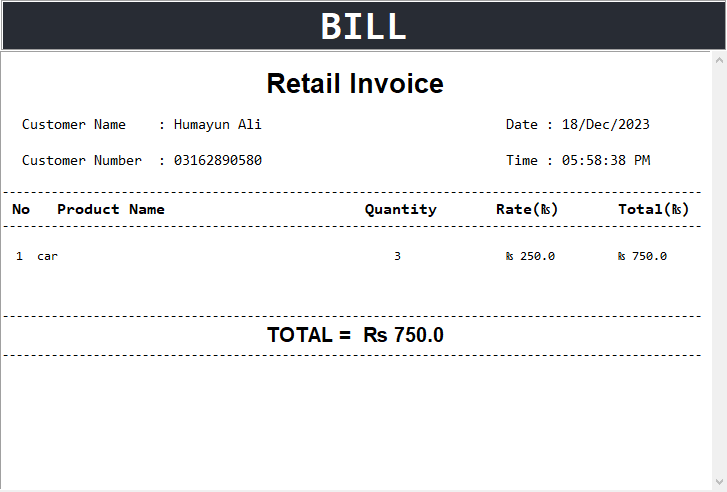 BILL
Retail Invoice
Customer Name : Humayun Ali Date : 18/Dec/2023
Customer Number : 03162890580 Time : 05:58:38 PM
No Product Name Quantity Rate(₨) Total(₨)
1 car 3 ₨ 250.0 ₨ 750.0
TOTAL = Rs 750.0